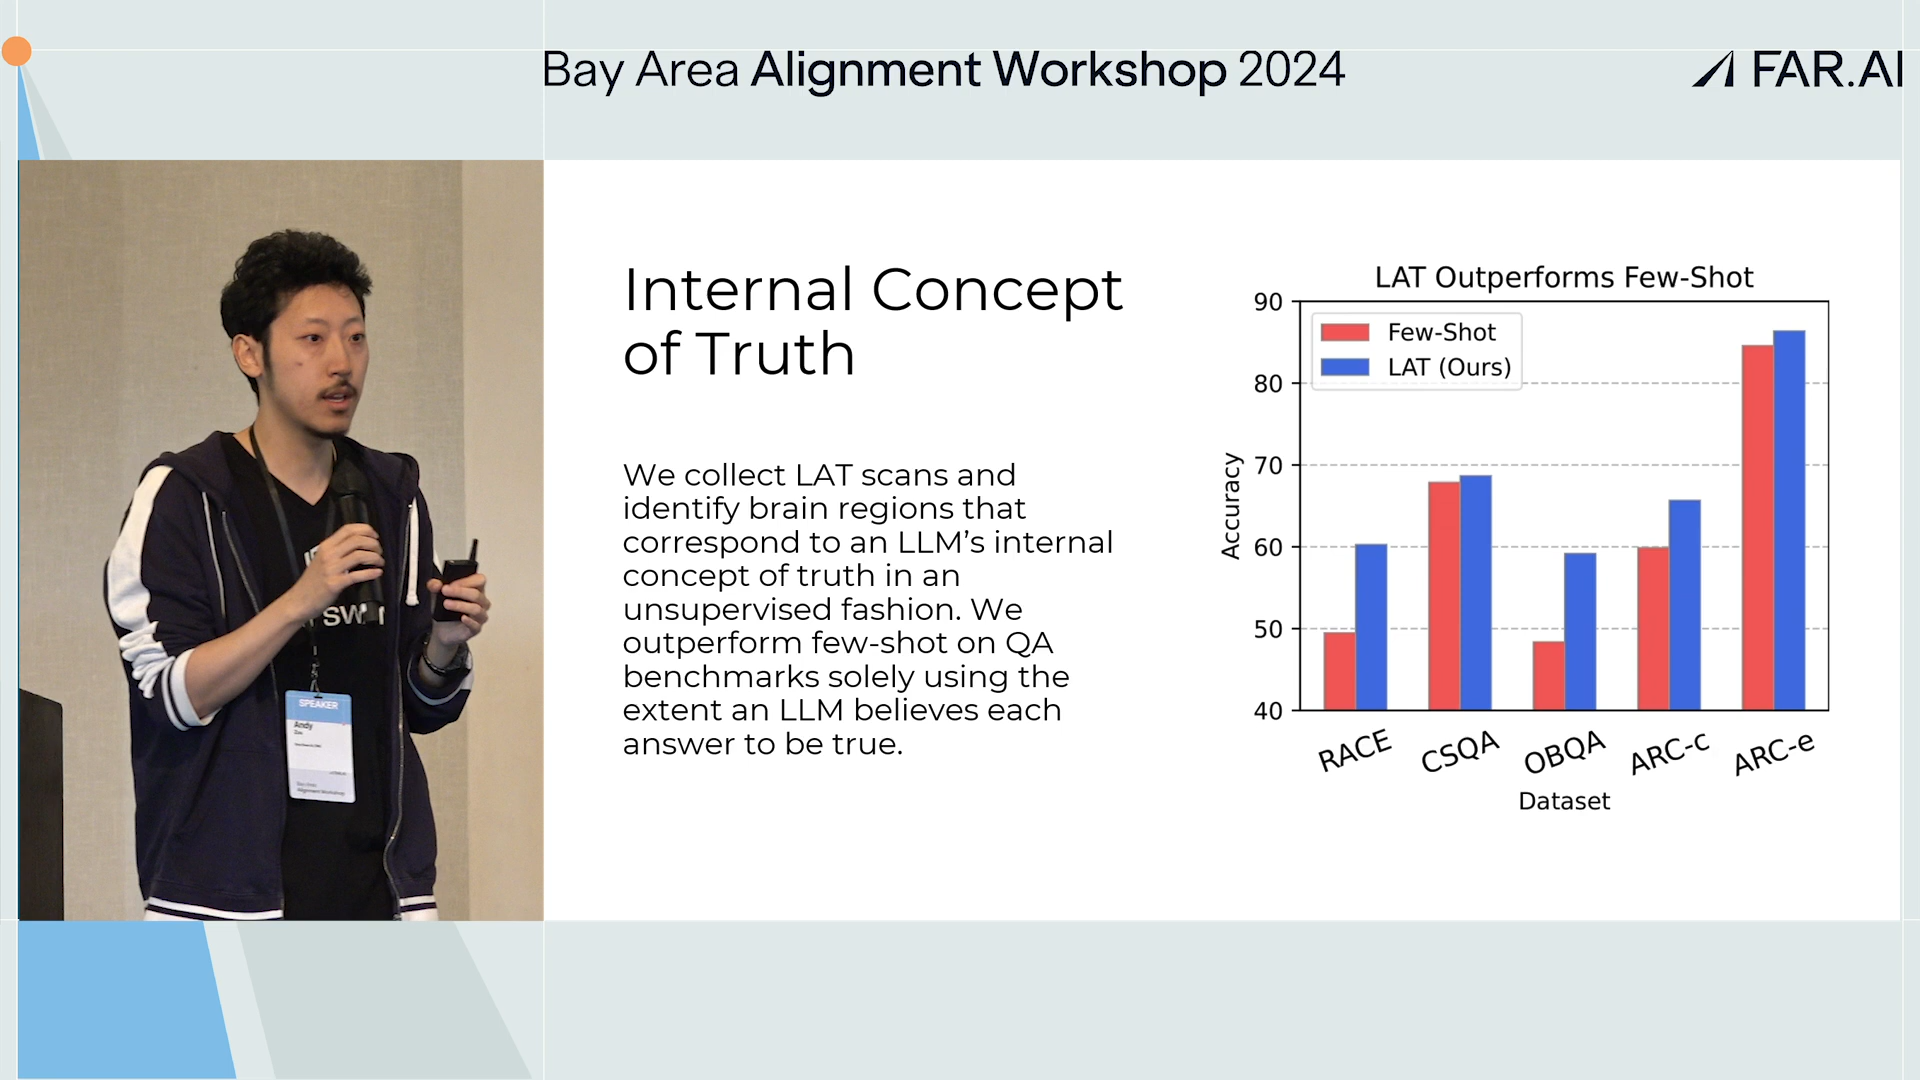 Bay Area Alignment Workshop 2024
FAR.AI
Internal Concept
of Truth
We collect LAT scans and
identify brain regions that
correspond to an LLM’s internal
concept of truth in an
unsupervised fashion. We
outperform few-shot on QA
benchmarks solely using the
extent an LLM believes each
answer to be true.
LAT Outperforms Few-Shot
Few-Shot
LAT (Ours)
Accuracy
90
80
70
60
50
40
RACE CSQA OBQA ARC-c ARC-e
Dataset
SPEAKER
Andy
Alignment Workshop